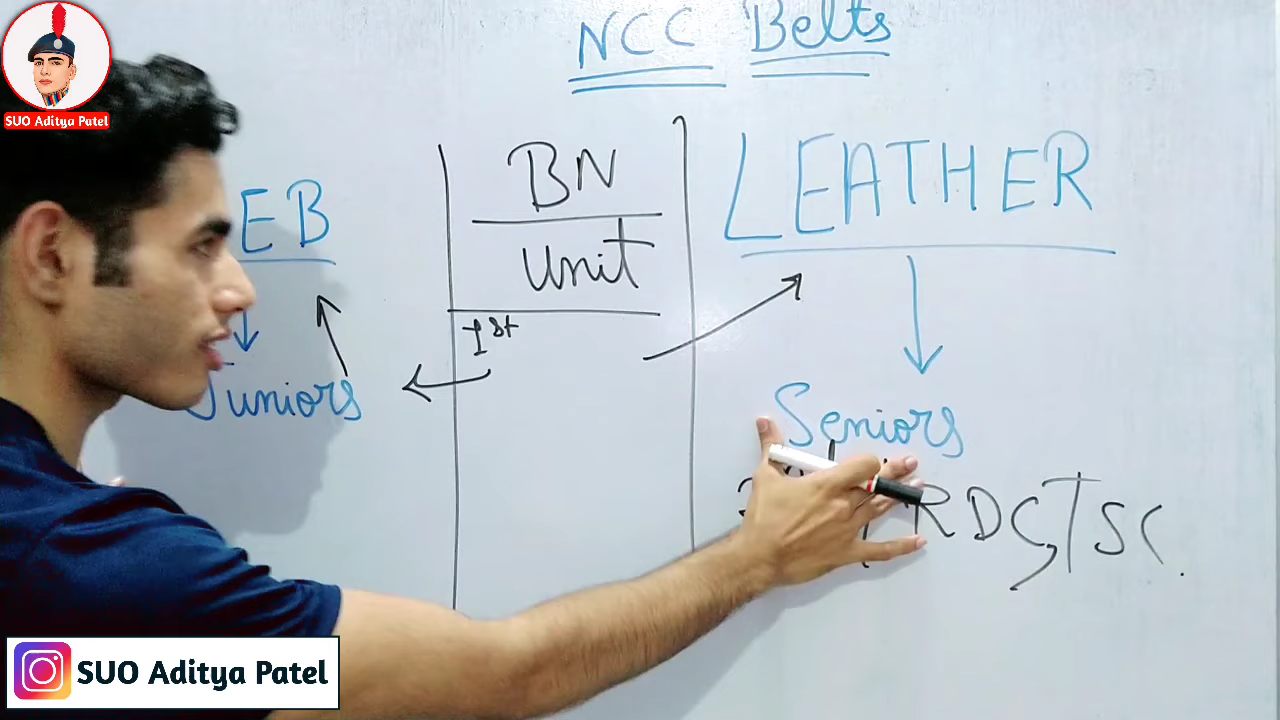 NCC Belts
SUO Aditya Patel
EB
BN
Unit
LEATHER
1st
Juniors
Seniors
RDC, TSC.
SUO Aditya Patel